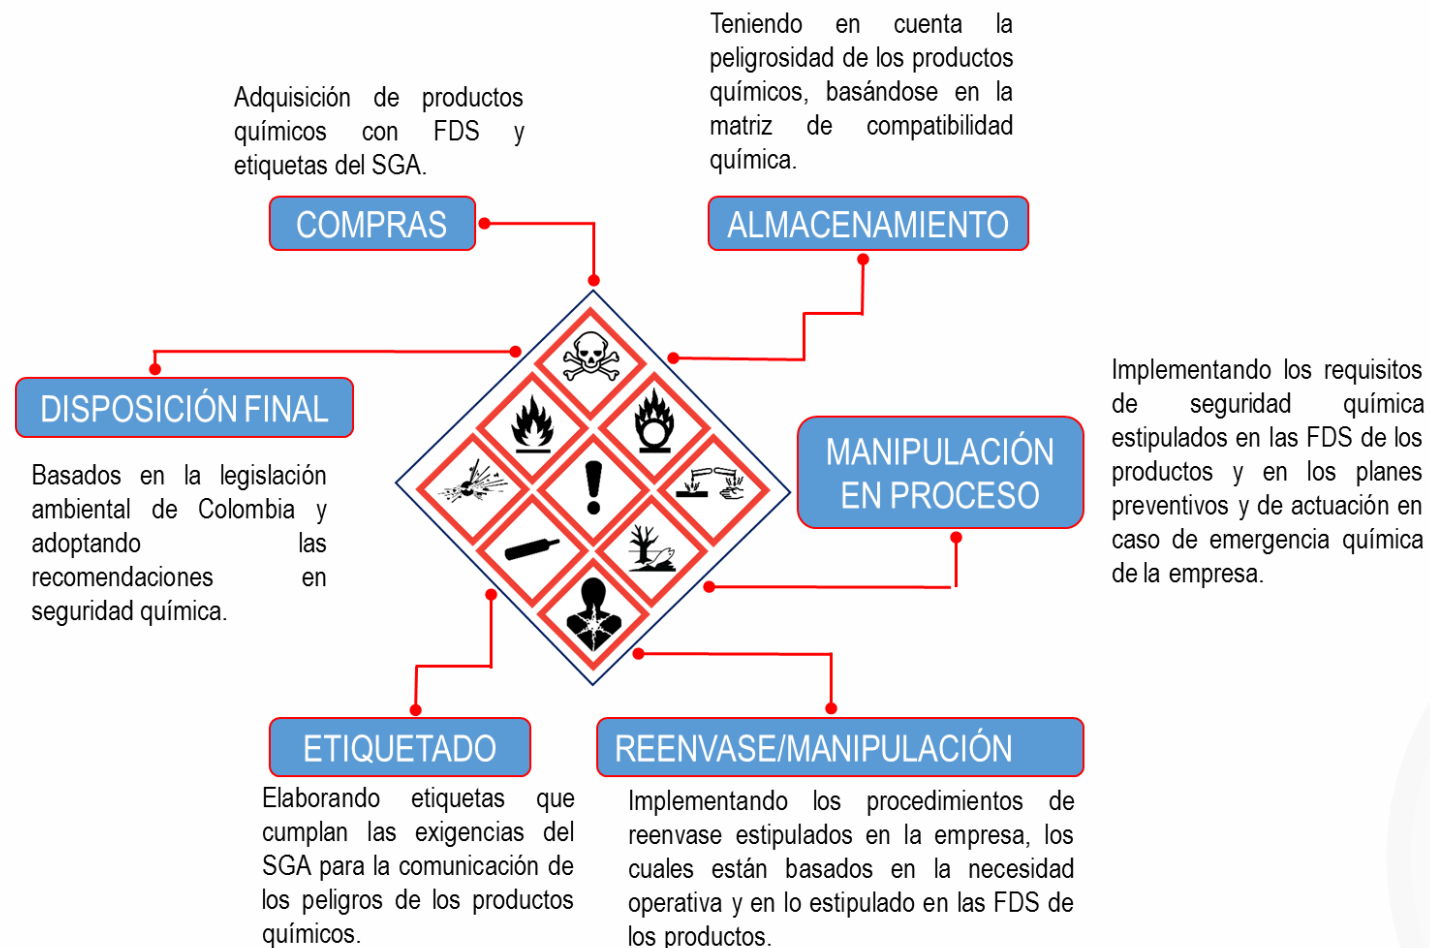 Adquisición de productos
químicos con FDS y
etiquetas del SGA.
COMPRAS
Teniendo en cuenta la
peligrosidad de los productos
químicos, basándose en la
matriz de compatibilidad
química.
ALMACENAMIENTO
DISPOSICIÓN FINAL
Basados en la legislación
ambiental de Colombia y
adoptando las
recomendaciones en
seguridad química.
MANIPULACIÓN
EN PROCESO
Implementando los requisitos
de seguridad química
estipulados en las FDS de los
productos y en los planes
preventivos y de actuación en
caso de emergencia química
de la empresa.
ETIQUETADO
Elaborando etiquetas que
cumplan las exigencias del
SGA para la comunicación de
los peligros de los productos
químicos.
REENVASE/MANIPULACIÓN
Implementando los procedimientos de
reenvase estipulados en la empresa, los
cuales están basados en la necesidad
operativa y en lo estipulado en las FDS de
los productos.